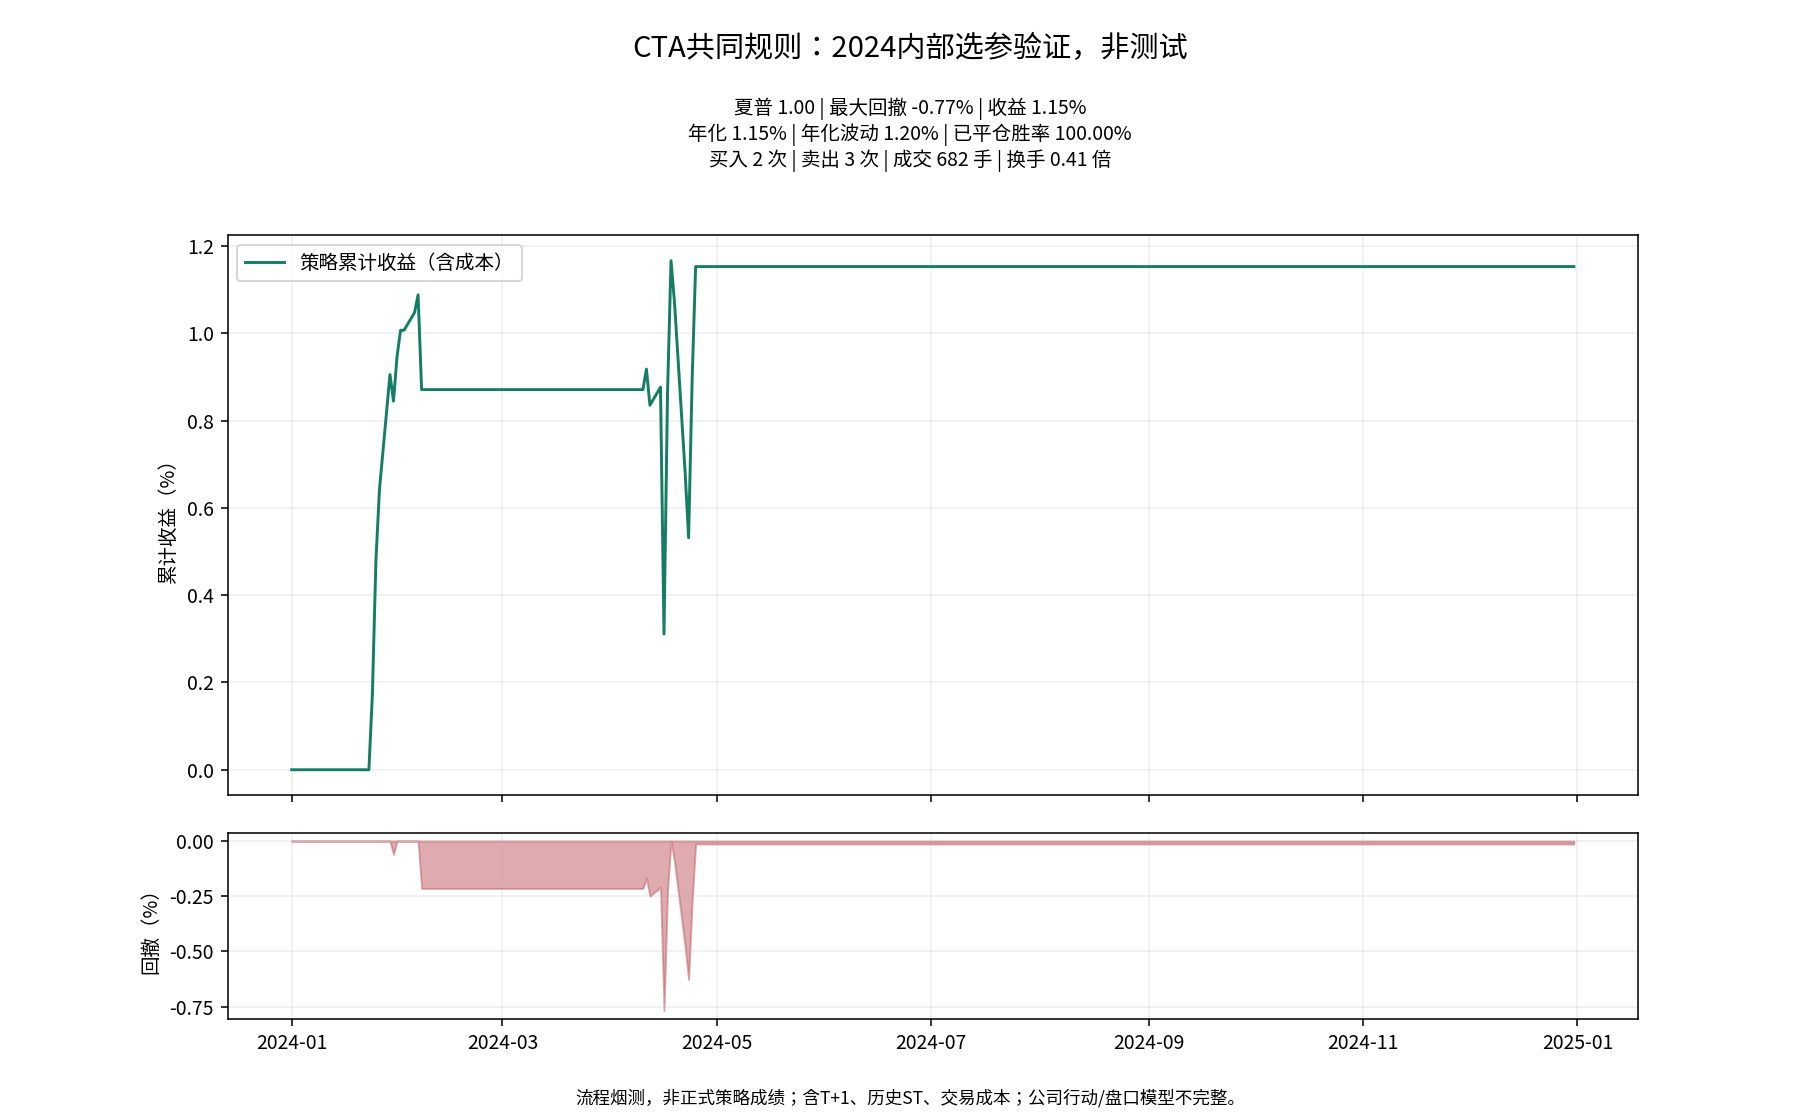 CTA共同规则：2024内部选参验证，非测试
夏普 1.00 | 最大回撤 -0.77% | 收益 1.15%
年化 1.15% | 年化波动 1.20% | 已平仓胜率 100.00%
买入 2 次 | 卖出 3 次 | 成交 682 手 | 换手 0.41 倍
策略累计收益（含成本）
累计收益（%）
1.2
1.0
0.8
0.6
0.4
0.2
0.0
回撤（%）
0.00
-0.25
-0.50
-0.75
2024-01
2024-03
2024-05
2024-07
2024-09
2024-11
2025-01
流程烟测，非正式策略成绩；含T+1、历史ST、交易成本；公司行动/盘口模型不完整。